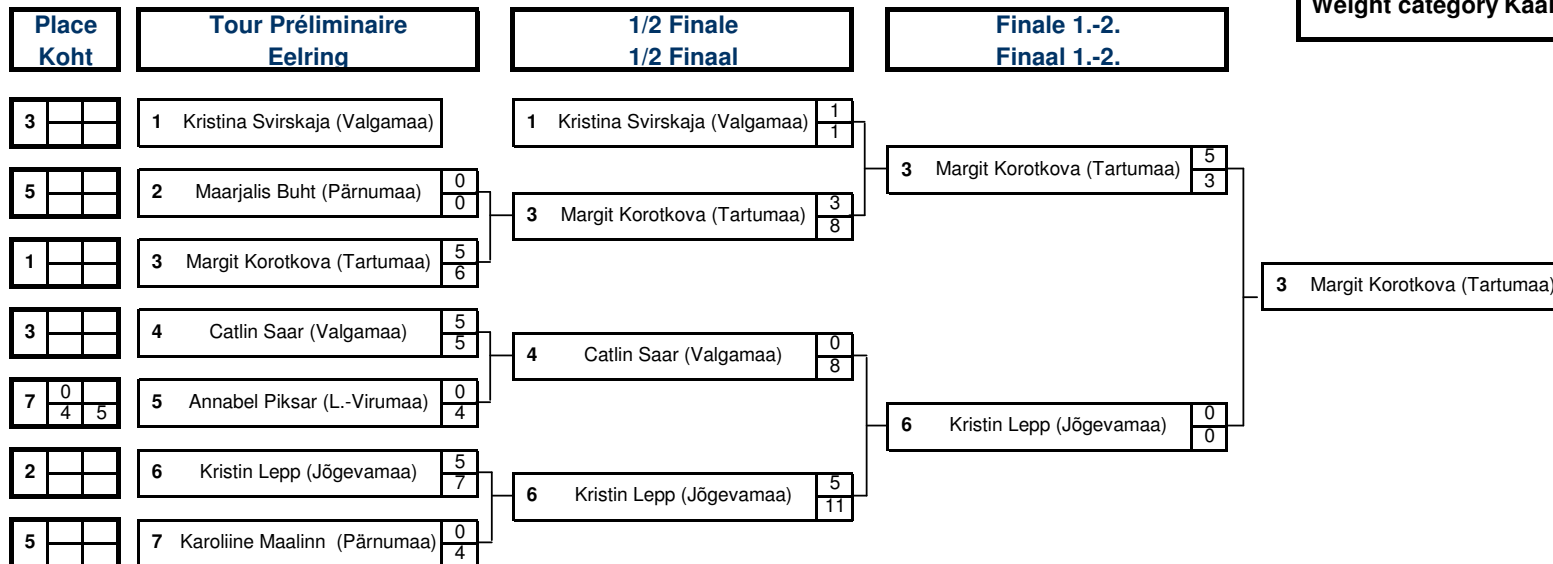 Weight category Kaal
Place Koht
Tour Préliminaire Eelring
1/2 Finale 1/2 Finaal
Finale 1.-2. Finaal 1.-2.
3
1 Kristina Svirskaja (Valgamaa)
1 Kristina Svirskaja (Valgamaa) 1 1
3 Margit Korotkova (Tartumaa) 5 3
5
2 Maarjalis Buht (Pärnumaa) 0 0
3 Margit Korotkova (Tartumaa) 3 8
1
3 Margit Korotkova (Tartumaa) 5 6
3 Margit Korotkova (Tartumaa)
3
4 Catlin Saar (Valgamaa) 5 5
4 Catlin Saar (Valgamaa) 0 8
7 0 4 5
5 Annabel Piksar (L.-Virumaa) 0 4
6 Kristin Lepp (Jõgevamaa) 0 0
2
6 Kristin Lepp (Jõgevamaa) 5 7
6 Kristin Lepp (Jõgevamaa) 5 11
5
7 Karoliine Maalinn (Pärnumaa) 0 4